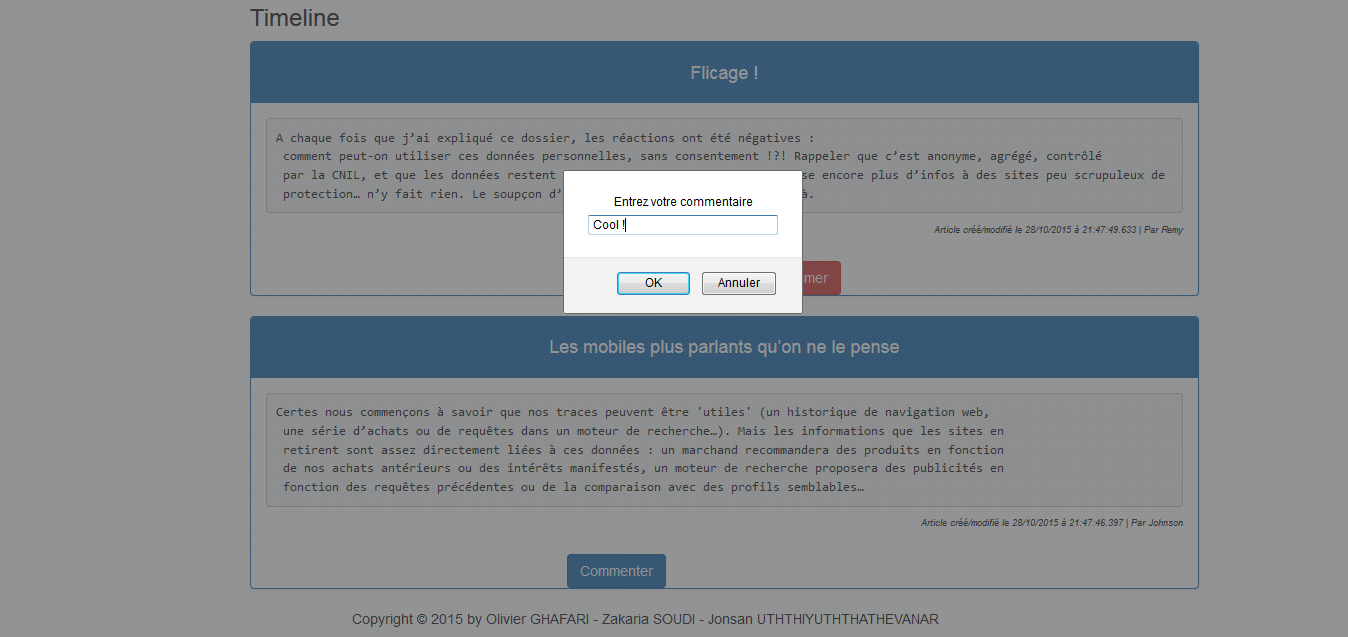 Timeline
Flicage !
A chaque fois que j’ai expliqué ce dossier, les réactions ont été négatives :
comment peut-on utiliser ces données personnelles, sans consentement !?! Rappeler que c’est anonyme, agrégé, contrôlé
par la CNIL, et que les données restent se encore plus d’infos à des sites peu scrupuleux de
protection… n’y fait rien. Le soupçon d’ à.
Entrez votre commentaire
Cool !
Article créé/modifié le 28/10/2015 à 21:47:49.633 | Par Remy
OK
Annuler
mer
Les mobiles plus parlants qu’on ne le pense
Certes nous commençons à savoir que nos traces peuvent être 'utiles' (un historique de navigation web,
une série d’achats ou de requêtes dans un moteur de recherche…). Mais les informations que les sites en
retirent sont assez directement liées à ces données : un marchand recommandera des produits en fonction
de nos achats antérieurs ou des intérêts manifestés, un moteur de recherche proposera des publicités en
fonction des requêtes précédentes ou de la comparaison avec des profils semblables…
Article créé/modifié le 28/10/2015 à 21:47:46.397 | Par Johnson
Commenter
Copyright © 2015 by Olivier GHAFARI - Zakaria SOUDI - Jonsan UTHTHIYUTHTHATHEVANAR